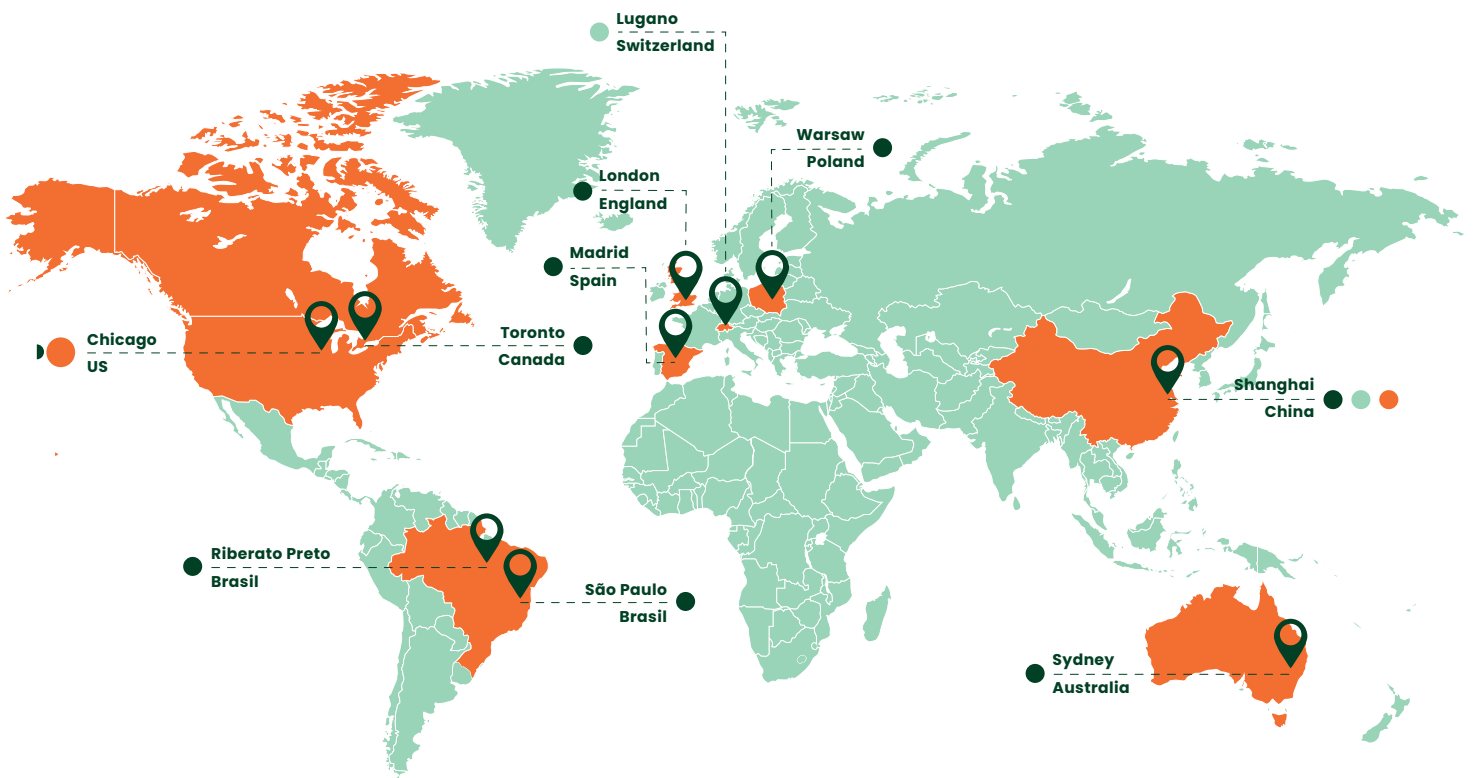 Lugano
Switzerland
Warsaw
Poland
London
England
Madrid
Spain
Chicago
US
Toronto
Canada
Shanghai
China
Riberato Preto
Brasil
São Paulo
Brasil
Sydney
Australia